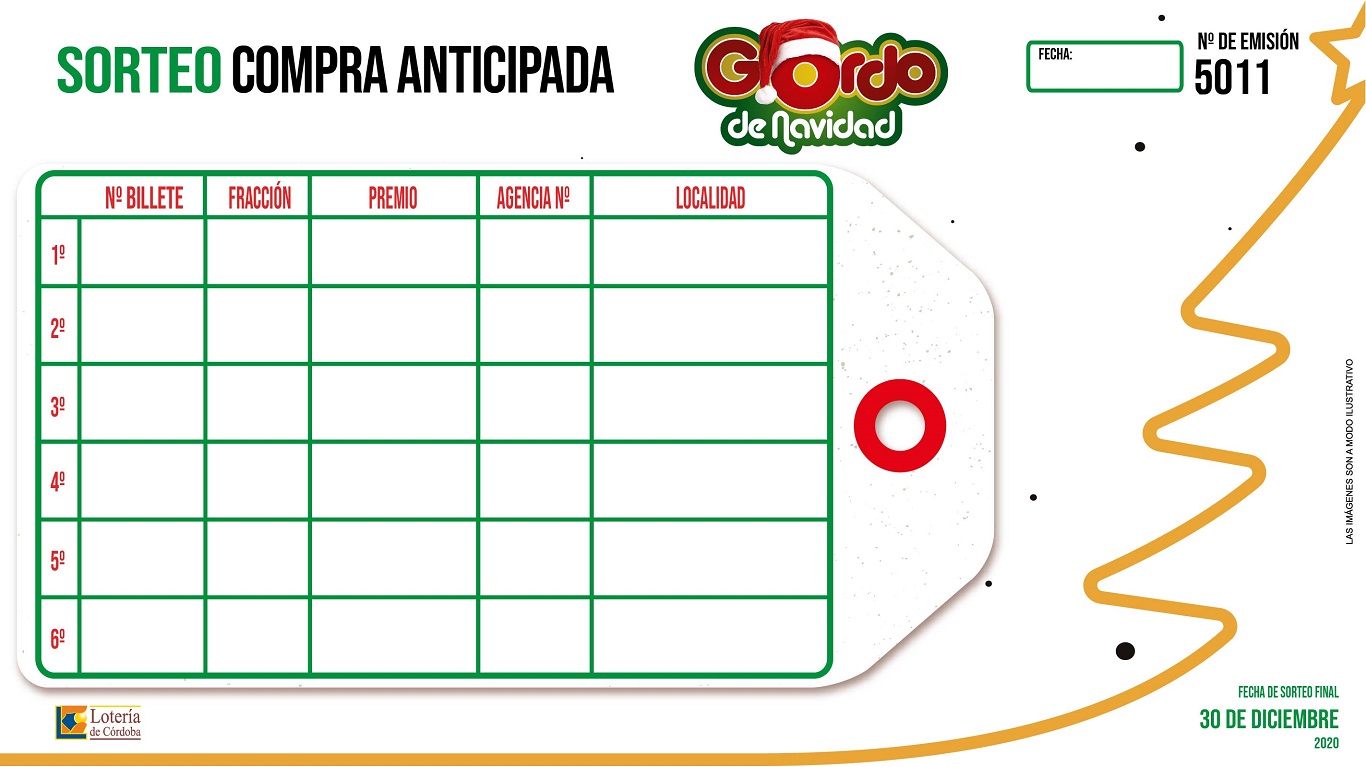 SORTEO COMPRA ANTICIPADA
Gordo
de Navidad
FECHA:
Nº DE EMISIÓN
5011
Nº BILLETE FRACCIÓN PREMIO AGENCIA Nº LOCALIDAD
1º
2º
3º
4º
5º
6º
LAS IMÁGENES SON A MODO ILUSTRATIVO
Lotería
de Córdoba
FECHA DE SORTEO FINAL
30 DE DICIEMBRE
2020